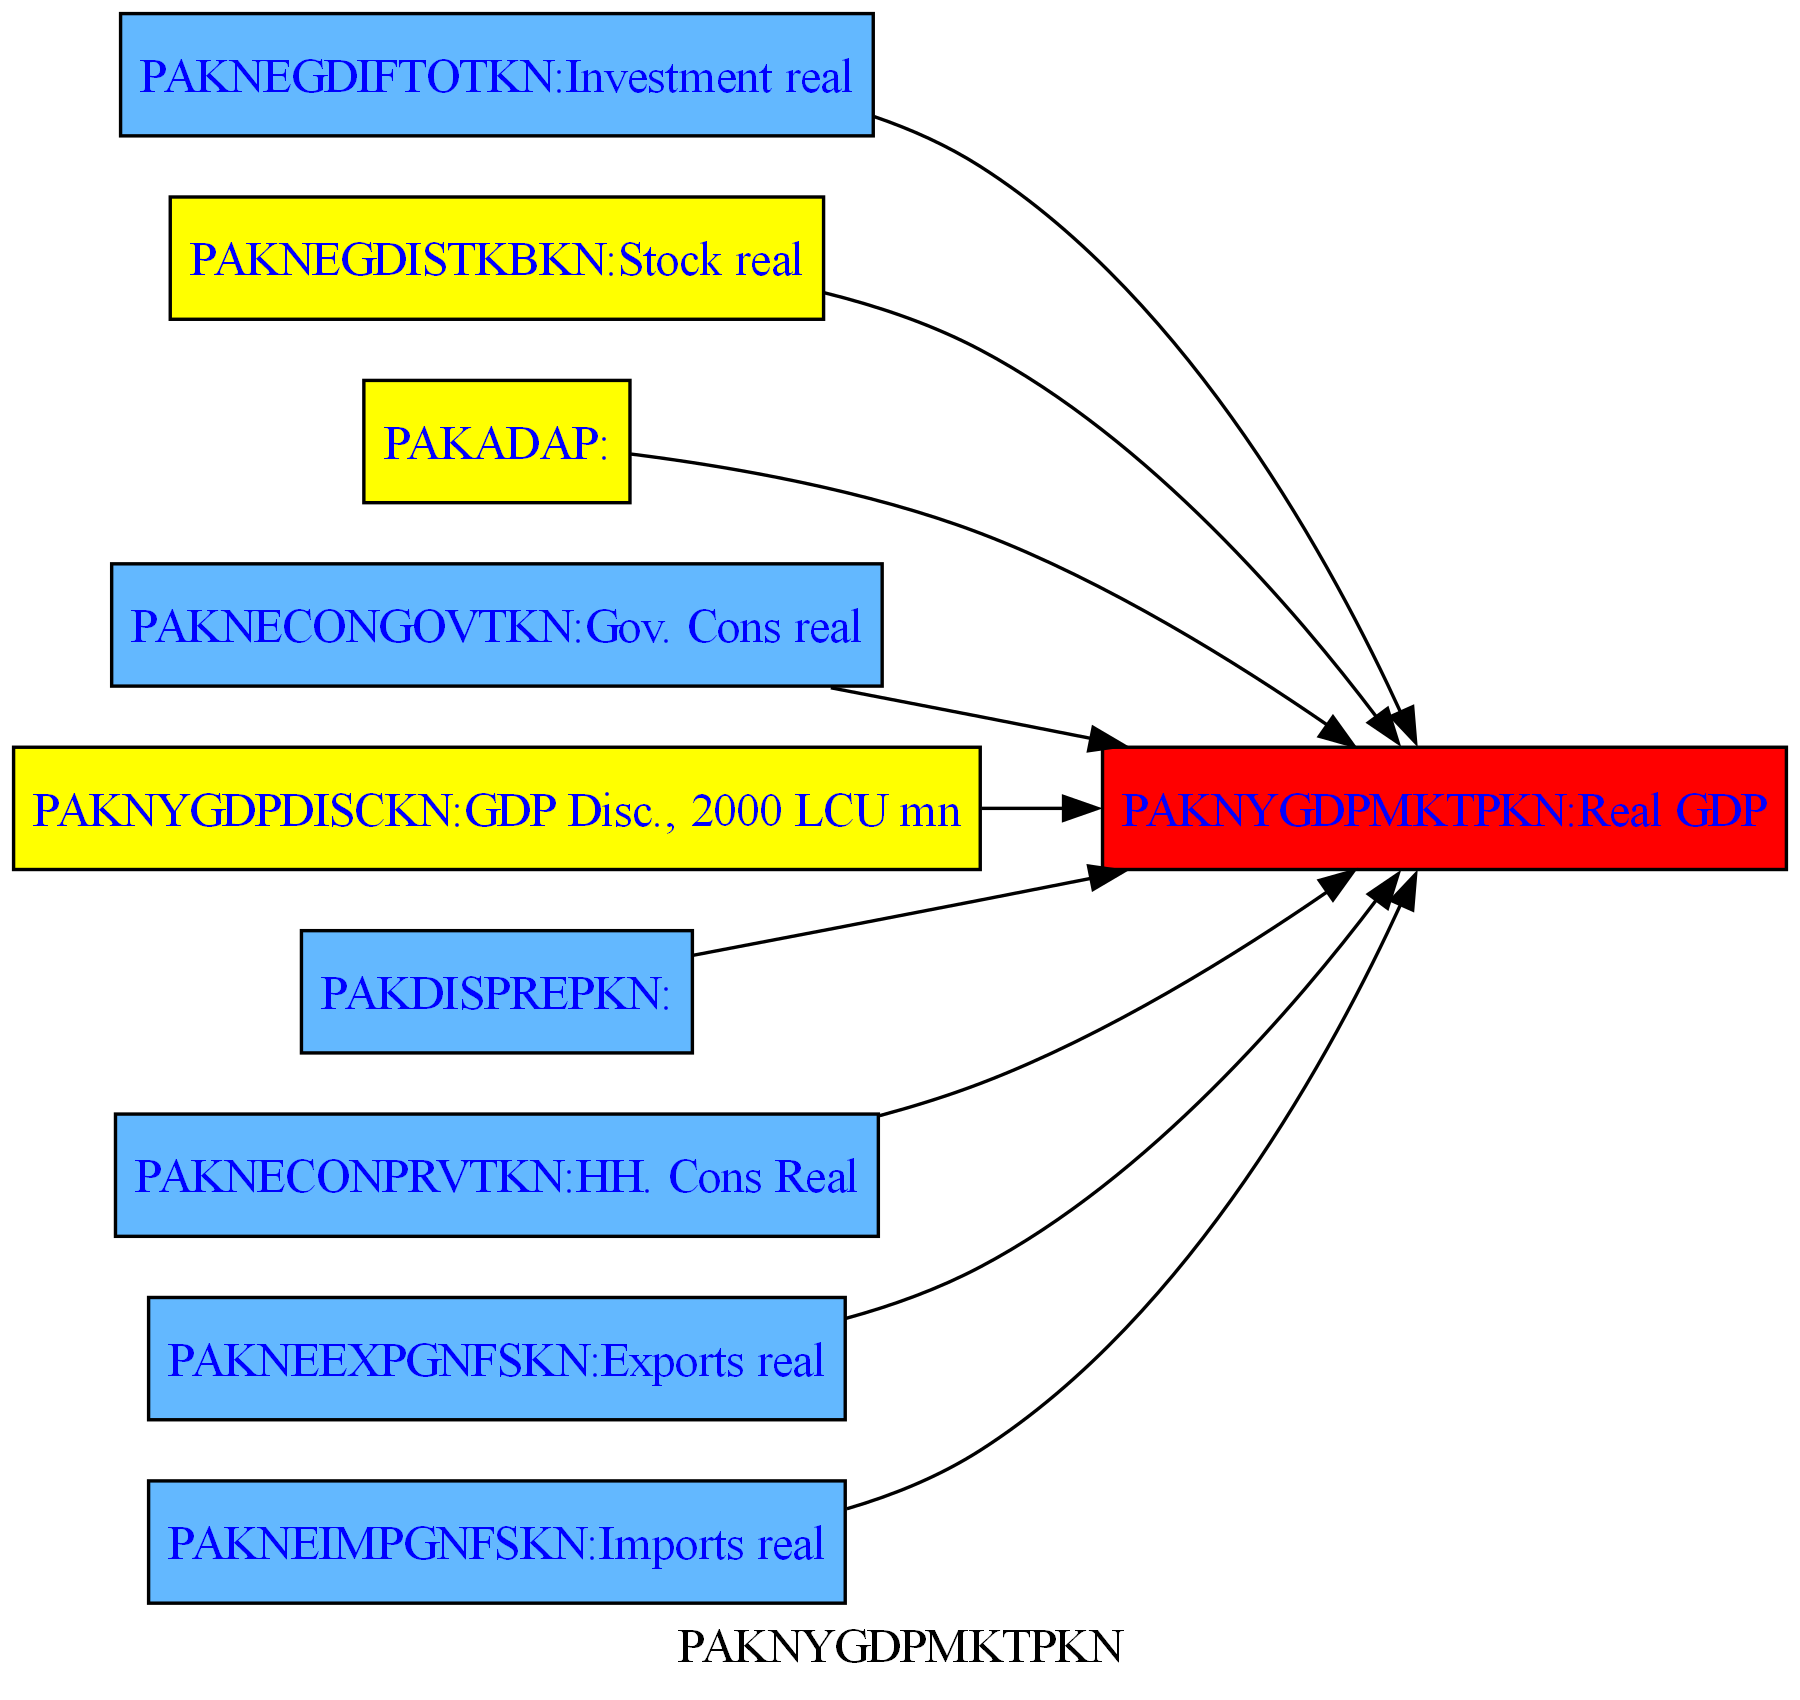 PAKNEGDIFTOTKN:Investment real
PAKNEGDISTKBKN:Stock real
PAKADAP:
PAKNECONGOVTKN:Gov. Cons real
PAKNYGDPDISCKN:GDP Disc., 2000 LCU mn
PAKNYGDPMKTPKN:Real GDP
PAKDISPREPKN:
PAKNECONPRVTKN:HH. Cons Real
PAKNEEXPGNFSKN:Exports real
PAKNEIMPGNFSKN:Imports real
PAKNYGDPMKTPKN